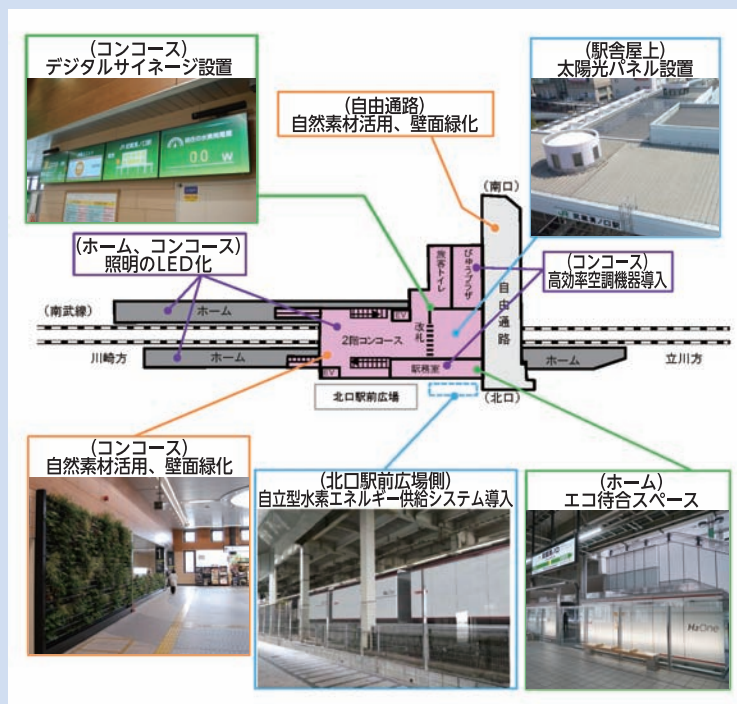 (コンコース)
デジタルサイネージ設置
00 W
(自由通路)
自然素材活用、壁面緑化
(駅舎屋上)
太陽光パネル設置
武蔵溝ノ口駅
(南口)
(ホーム、コンコース)
照明のLED化
旅客トイレ
びゅうプラザ
(コンコース)
高効率空調機器導入
自由通路
(南武線)
ホーム
EV
改札
2階コンコース
川崎方
ホーム
駅務室
EV
ホーム
立川方
北口駅前広場
(北口)
(コンコース)
自然素材活用、壁面緑化
(北口駅前広場側)
自立型水素エネルギー供給システム導入
(ホーム)
エコ待合スペース
H2One